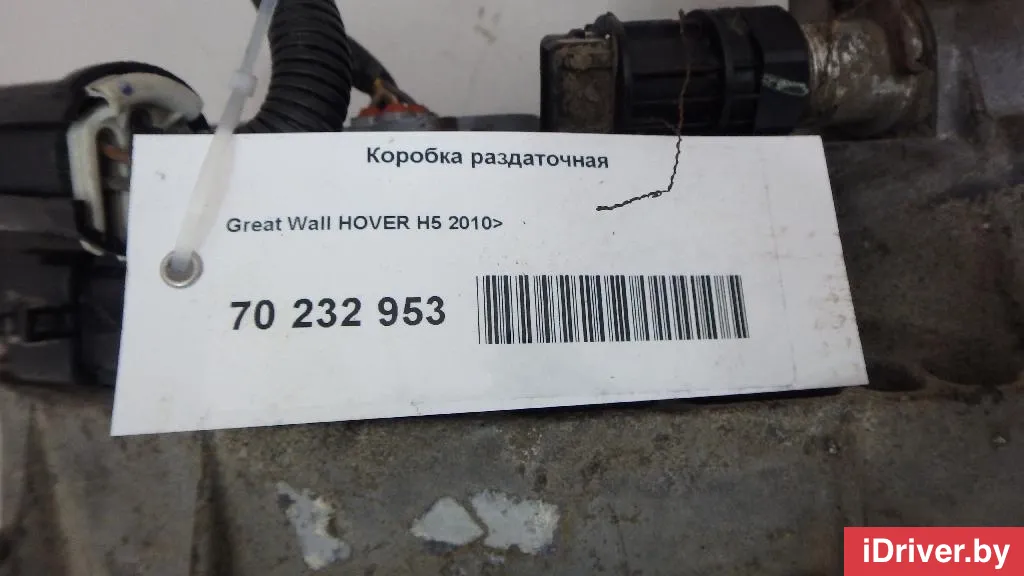 Коробка раздаточная
Great Wall HOVER H5 2010>
70 232 953
iDriver.by